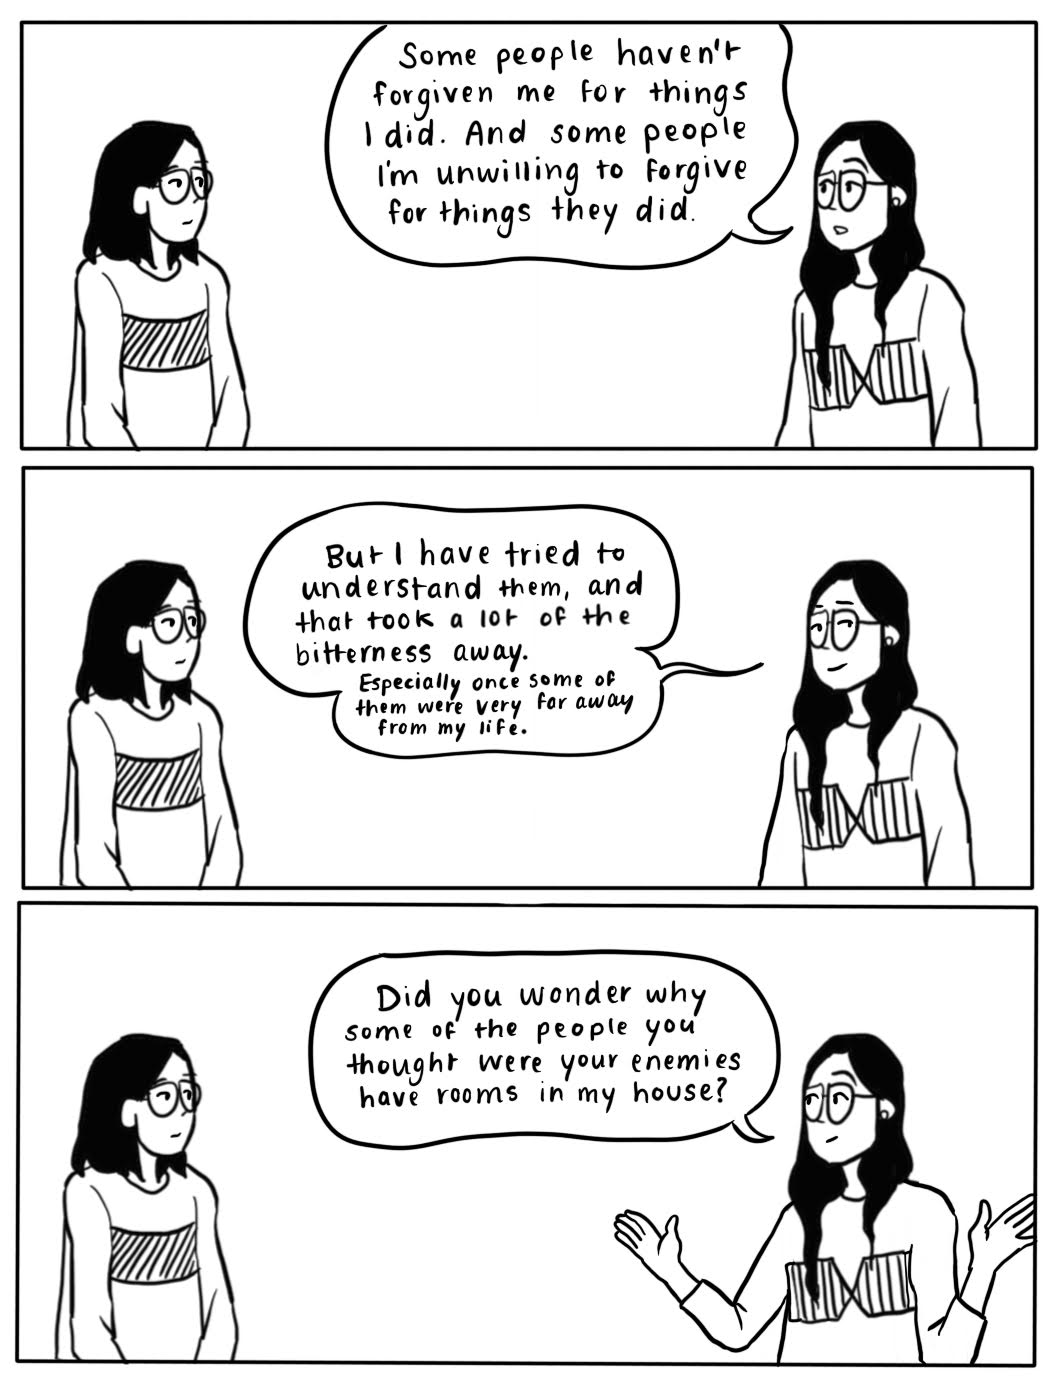 Some people haven't
forgiven me for things
I did. And some people
I'm unwilling to forgive
for things they did.
But I have tried to
understand them, and
that took a lot of the
bitterness away.
Especially once some of
them were very far away
from my life.
Did you wonder why
some of the people you
thought were your enemies
have rooms in my house?